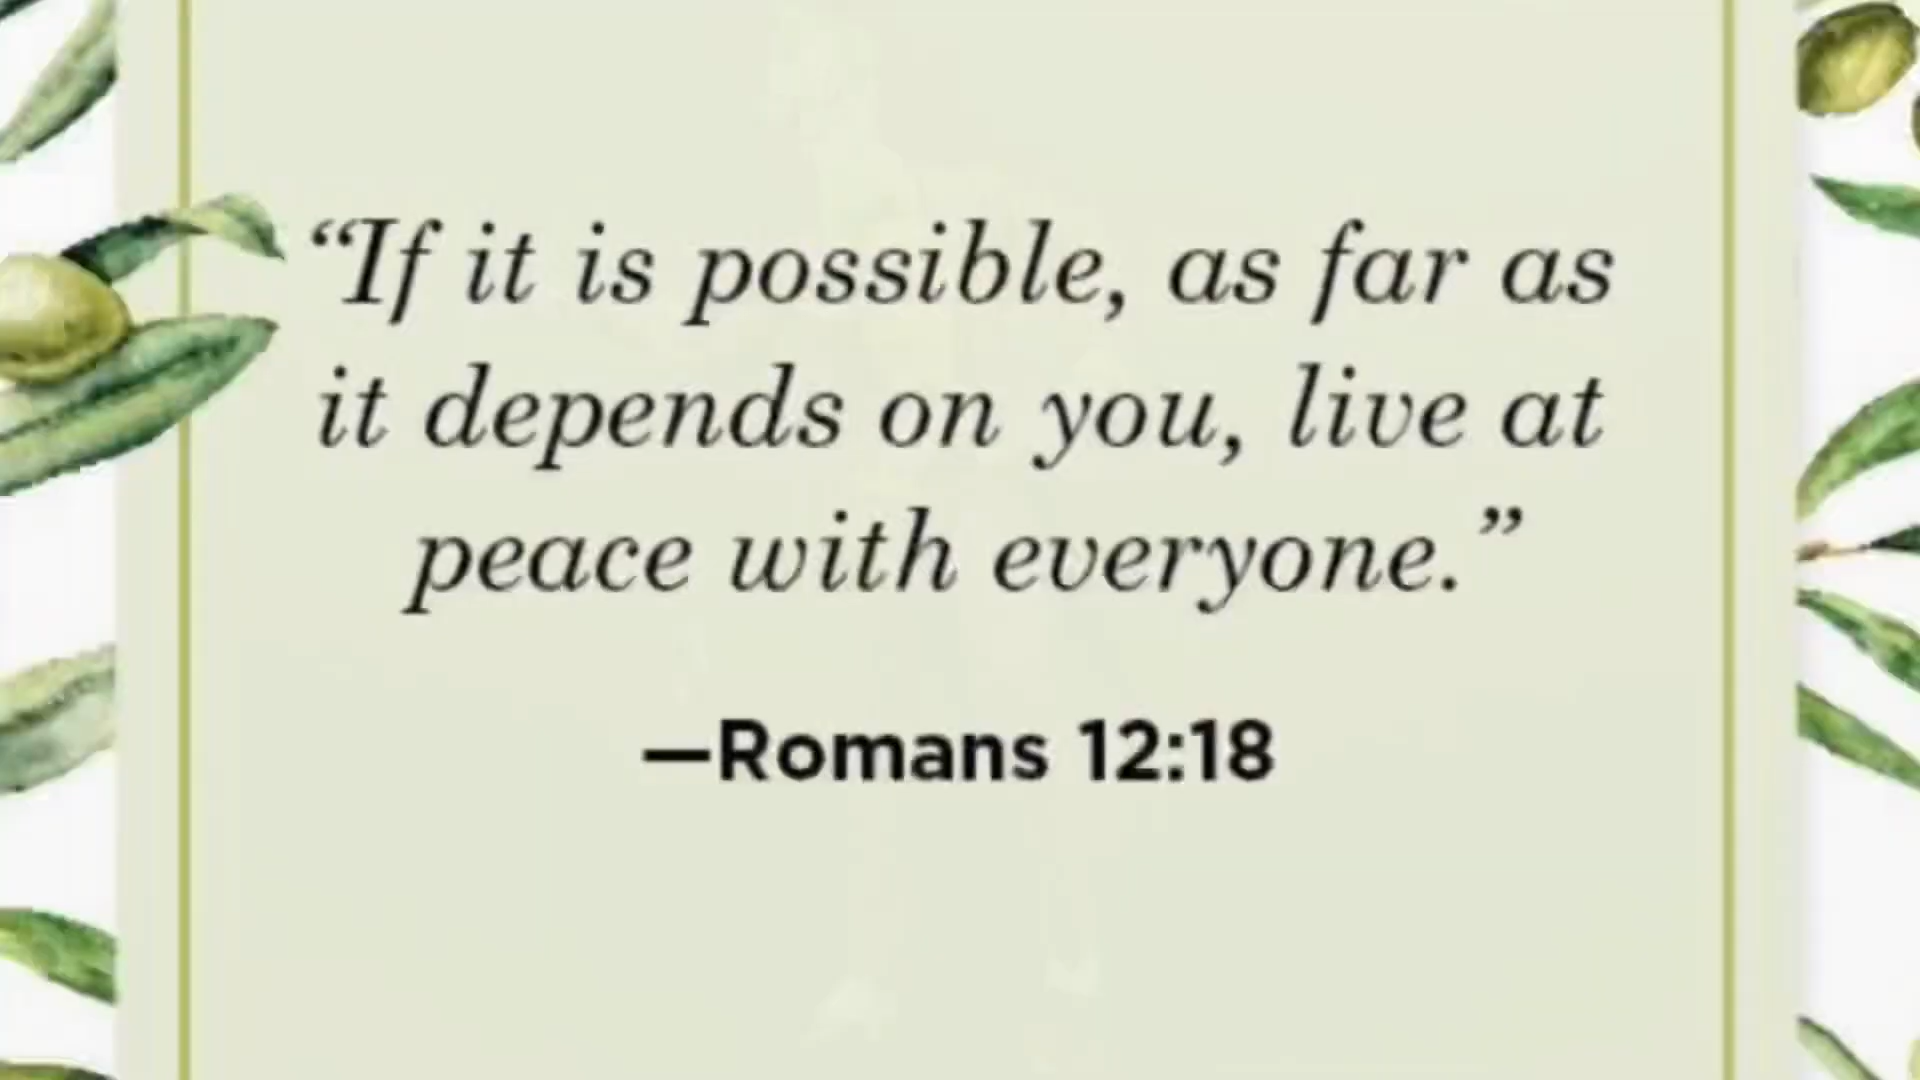 “If it is possible, as far as
it depends on you, live at
peace with everyone.”
—Romans 12:18